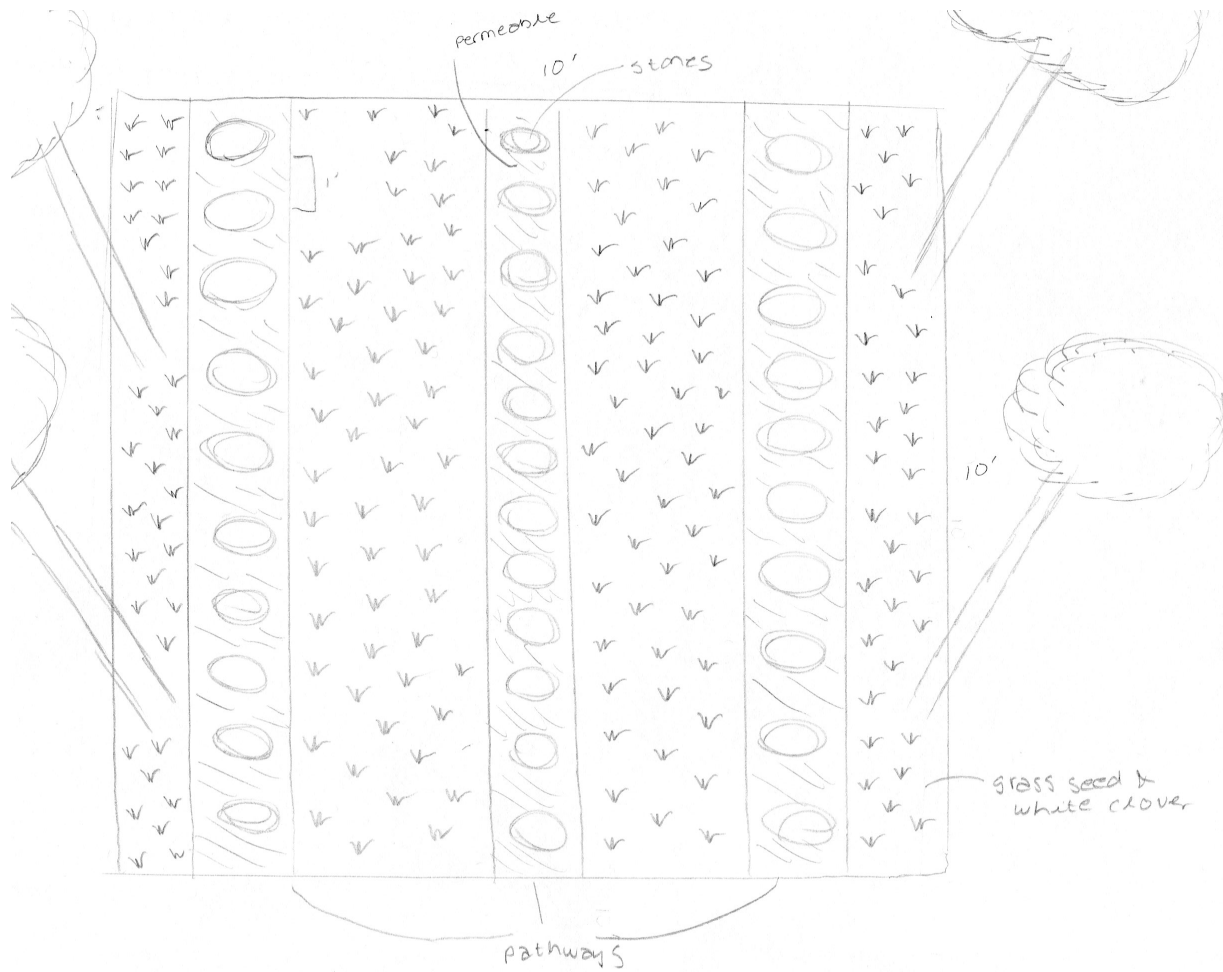 permeable
10'
stones
1'
10'
grass seed &
white clover
pathways